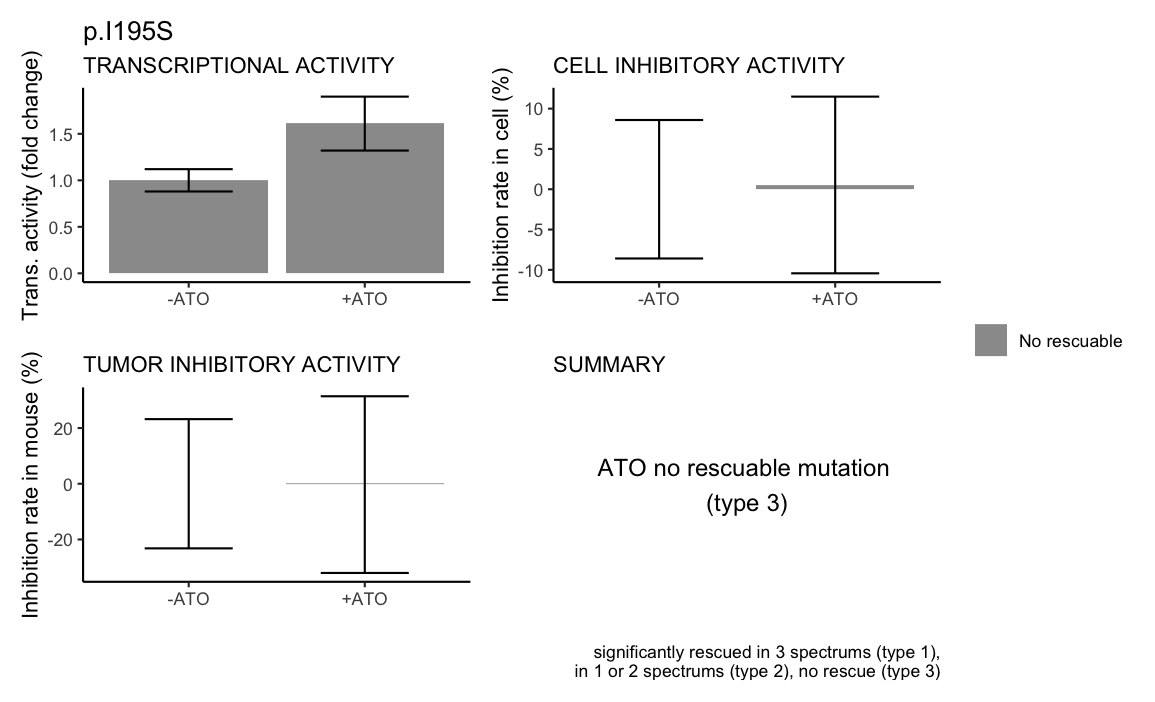 p.I195S
TRANSCRIPTIONAL ACTIVITY
Trans. activity (fold change)
1.5
1.0
0.5
0.0
-ATO
+ATO
CELL INHIBITORY ACTIVITY
Inhibition rate in cell (%)
10
5
0
-5
-10
-ATO
+ATO
No rescuable
TUMOR INHIBITORY ACTIVITY
Inhibition rate in mouse (%)
20
0
-20
-ATO
+ATO
SUMMARY
ATO no rescuable mutation
(type 3)
significantly rescued in 3 spectrums (type 1),
in 1 or 2 spectrums (type 2), no rescue (type 3)